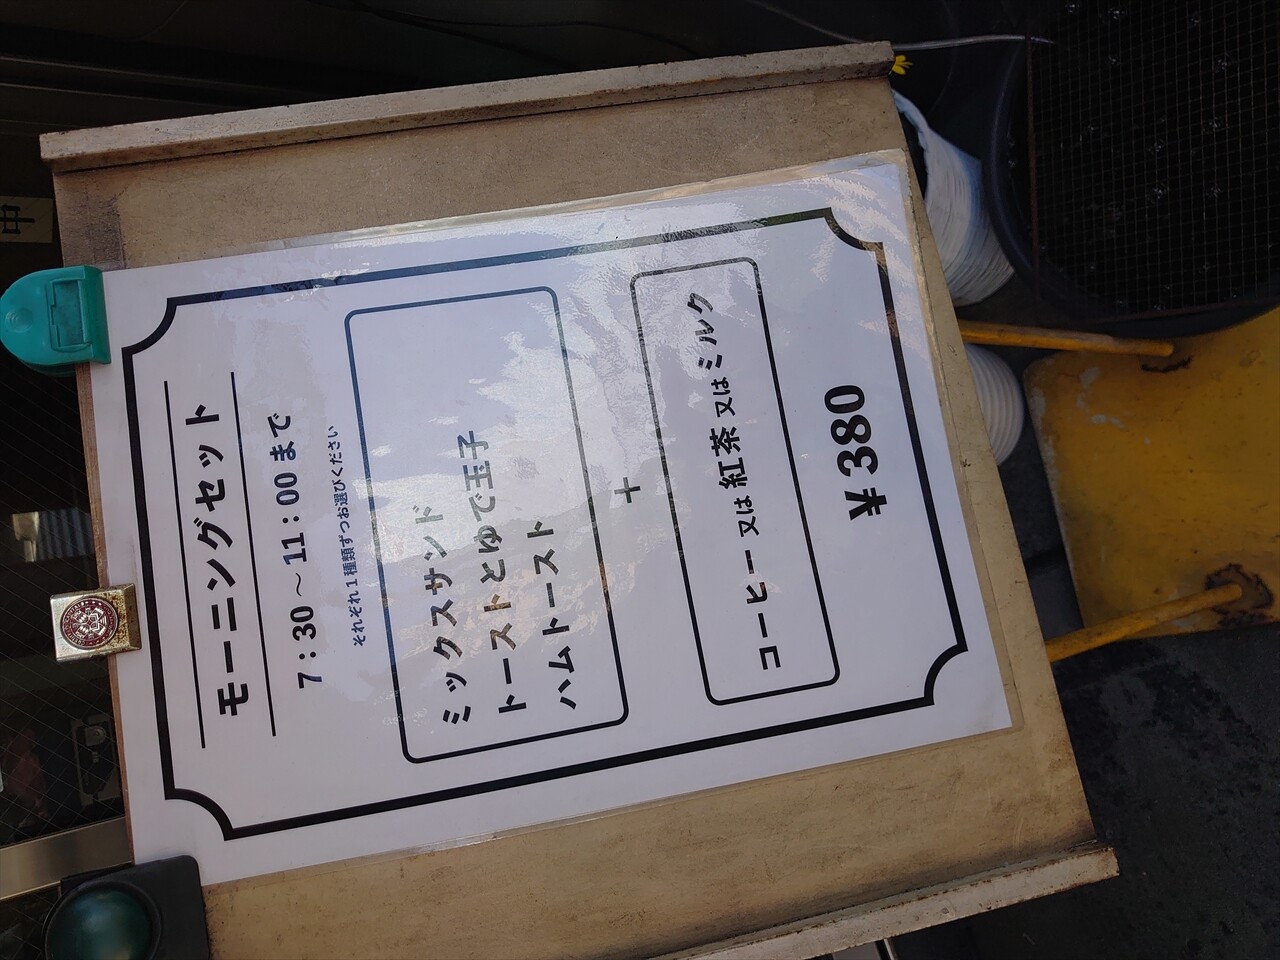 モーニングセット
7：30～11：00まで
それぞれ1種類ずつお選びください
ミックスサンド
トーストとゆで玉子
ハムトースト
+
コーヒー又は紅茶又はミルク
￥380
中